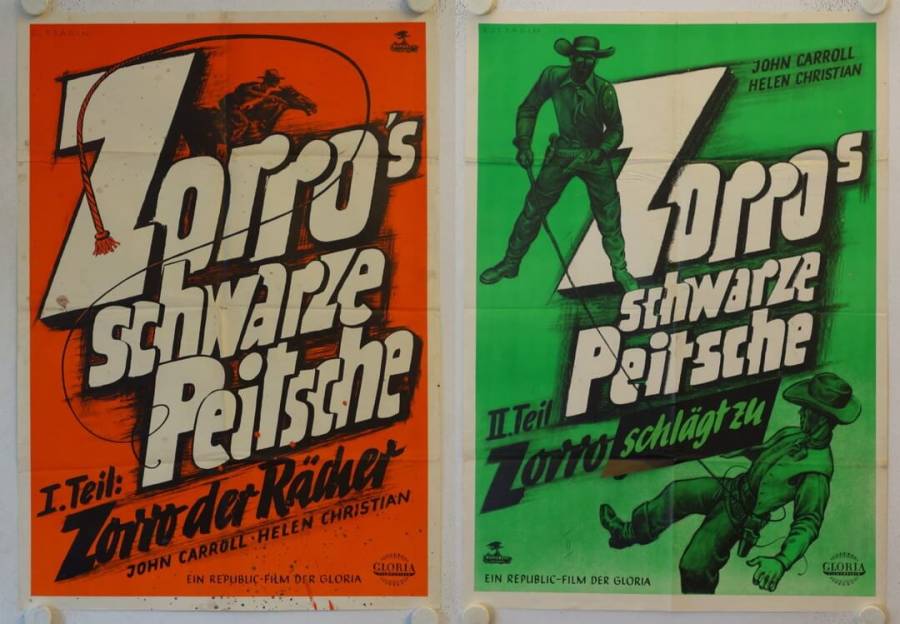 Zorro's
schwarze
Peitsche
I. Teil:
Zorro der Rächer
JOHN CARROLL · HELEN CHRISTIAN
EIN REPUBLIC-FILM DER GLORIA
GLORIA
JOHN CARROLL
HELEN CHRISTIAN
Zorros
schwarze
Peitsche
II. Teil
Zorro schlägt zu
EIN REPUBLIC-FILM DER GLORIA
GLORIA